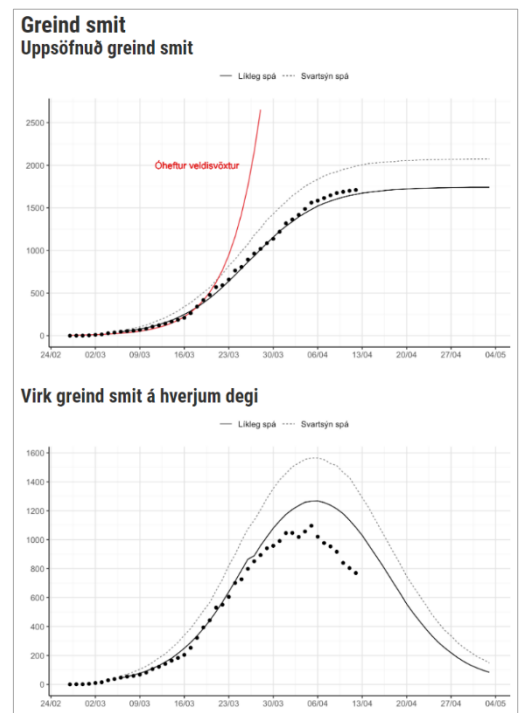 Greind smit
Uppsöfnuð greind smit
Líkleg spá Svartsýn spá
2500
2000
1500
1000
500
0
Óheftur veldisvöxtur
24/02 02/03 09/03 16/03 23/03 30/03 06/04 13/04 20/04 27/04 04/05
Virk greind smit á hverjum degi
Líkleg spá Svartsýn spá
1600
1400
1200
1000
800
600
400
200
0
24/02 02/03 09/03 16/03 23/03 30/03 06/04 13/04 20/04 27/04 04/05